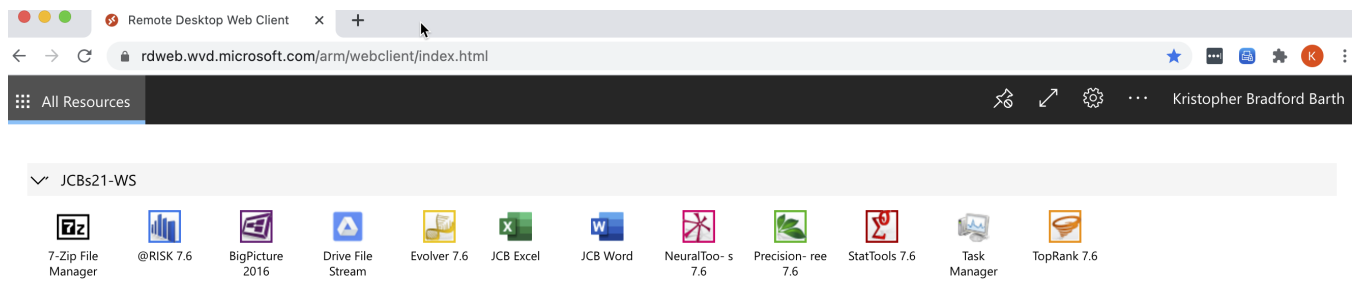 Remote Desktop Web Client
rdweb.wvd.microsoft.com/arm/webclient/index.html
K
All Resources
Kristopher Bradford Barth
JCBs21-WS
7z
X
W
7-Zip File
Manager
@RISK 7.6
BigPicture
2016
Drive File
Stream
Evolver 7.6
JCB Excel
JCB Word
NeuralToo- s
7.6
Precision- ree
7.6
StatTools 7.6
Task
Manager
TopRank 7.6